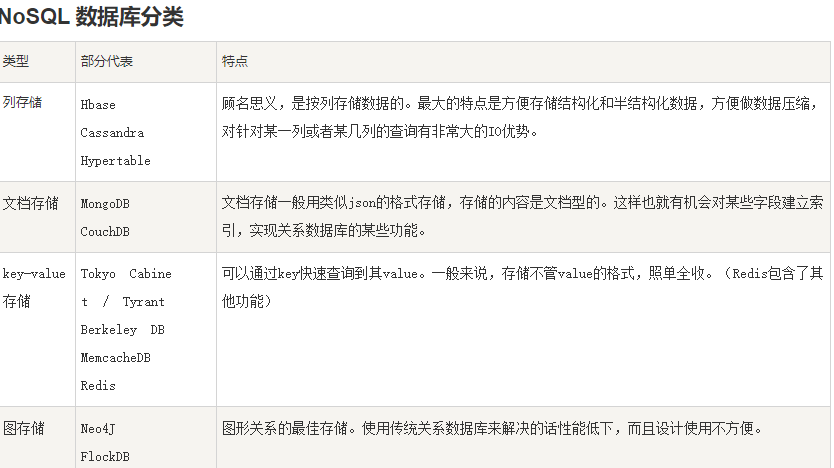 NoSQL 数据库分类
类型 部分代表 特点
列存储
Hbase
Cassandra
Hypertable
顾名思义，是按列存储数据的。最大的特点是方便存储结构化和半结构化数据，方便做数据压缩，
对针对某一列或者某几列的查询有非常大的IO优势。
文档存储
MongoDB
CouchDB
文档存储一般用类似json的格式存储，存储的内容是文档型的。这样也就有机会对某些字段建立索
引，实现关系数据库的某些功能。
key-value
存储
Tokyo Cabine
t / Tyrant
Berkeley DB
MemcacheDB
Redis
可以通过key快速查询到其value。一般来说，存储不管value的格式，照单全收。（Redis包含了其
他功能）
图存储
Neo4J
FlockDB
图形关系的最佳存储。使用传统关系数据库来解决的话性能低下，而且设计使用不方便。